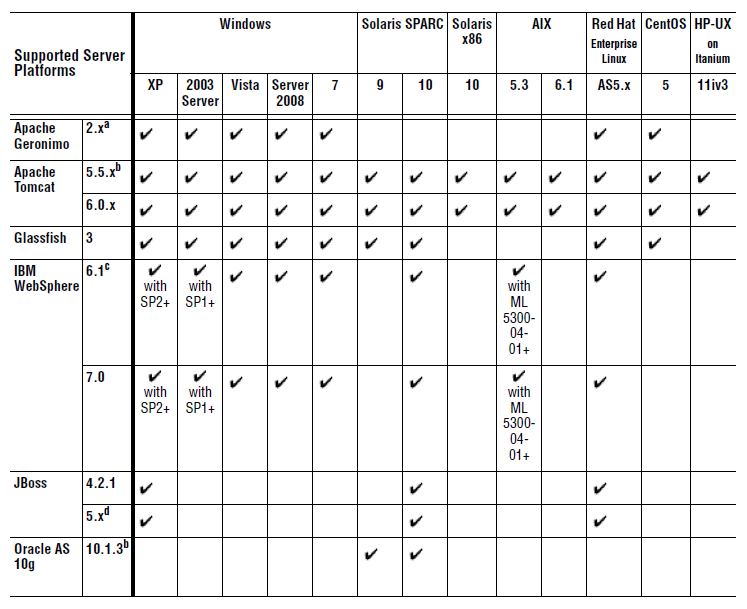 Windows Solaris SPARC Solaris x86 AIX Red Hat Enterprise Linux CentOS HP-UX on Itanium
Supported Server Platforms
XP 2003 Server Vista Server 2008 7 9 10 10 5.3 6.1 AS5.x 5 11iv3
Apache Geronimo 2.xa ✔ ✔ ✔ ✔ ✔ ✔ ✔
Apache Tomcat 5.5.xb ✔ ✔ ✔ ✔ ✔ ✔ ✔ ✔ ✔ ✔ ✔ ✔ ✔
6.0.x ✔ ✔ ✔ ✔ ✔ ✔ ✔ ✔ ✔ ✔ ✔ ✔ ✔
Glassfish 3 ✔ ✔ ✔ ✔ ✔ ✔ ✔ ✔ ✔
IBM WebSphere 6.1c ✔ with SP2+ ✔ with SP1+ ✔ ✔ ✔ ✔ ✔ with ML 5300-04-01+ ✔
7.0 ✔ with SP2+ ✔ with SP1+ ✔ ✔ ✔ ✔ ✔ with ML 5300-04-01+ ✔
JBoss 4.2.1 ✔ ✔ ✔
5.xd ✔ ✔ ✔
Oracle AS 10g 10.1.3b ✔ ✔